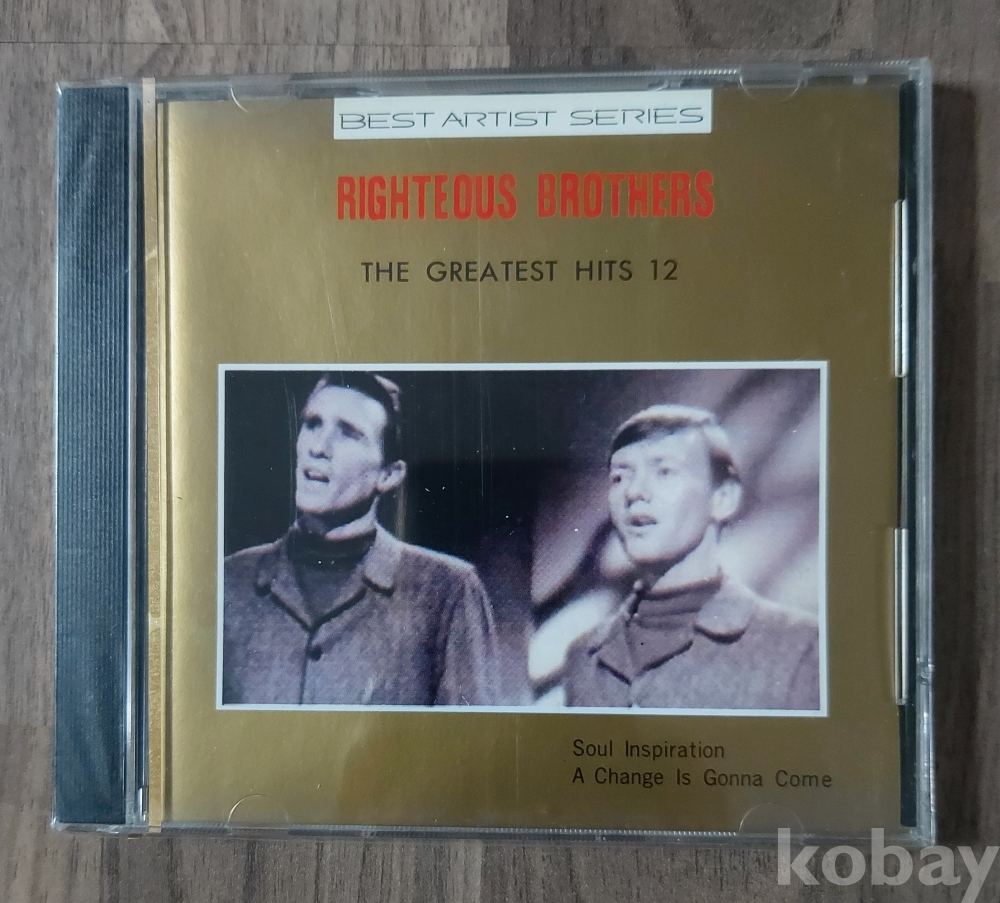 BEST ARTIST SERIES
RIGHTEOUS BROTHERS
THE GREATEST HITS 12
Soul Inspiration
A Change Is Gonna Come
kobay